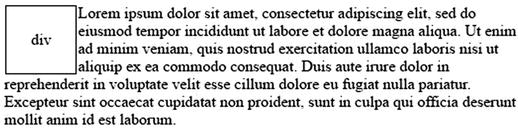 div
Lorem ipsum dolor sit amet, consectetur adipiscing elit, sed do
eiusmod tempor incididunt ut labore et dolore magna aliqua. Ut enim
ad minim veniam, quis nostrud exercitation ullamco laboris nisi ut
aliquip ex ea commodo consequat. Duis aute irure dolor in
reprehenderit in voluptate velit esse cillum dolore eu fugiat nulla pariatur.
Excepteur sint occaecat cupidatat non proident, sunt in culpa qui officia deserunt
mollit anim id est laborum.